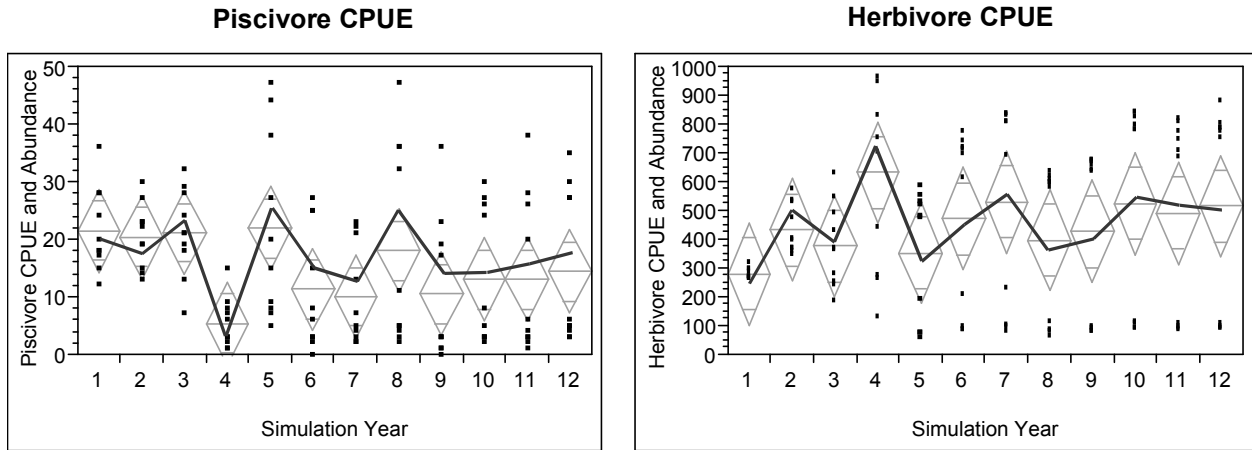 Piscivore CPUE
Herbivore CPUE
Piscivore CPUE and Abundance
50
40
30
20
10
0
1 2 3 4 5 6 7 8 9 10 11 12
Simulation Year
Herbivore CPUE and Abundance
1000
900
800
700
600
500
400
300
200
100
0
1 2 3 4 5 6 7 8 9 10 11 12
Simulation Year